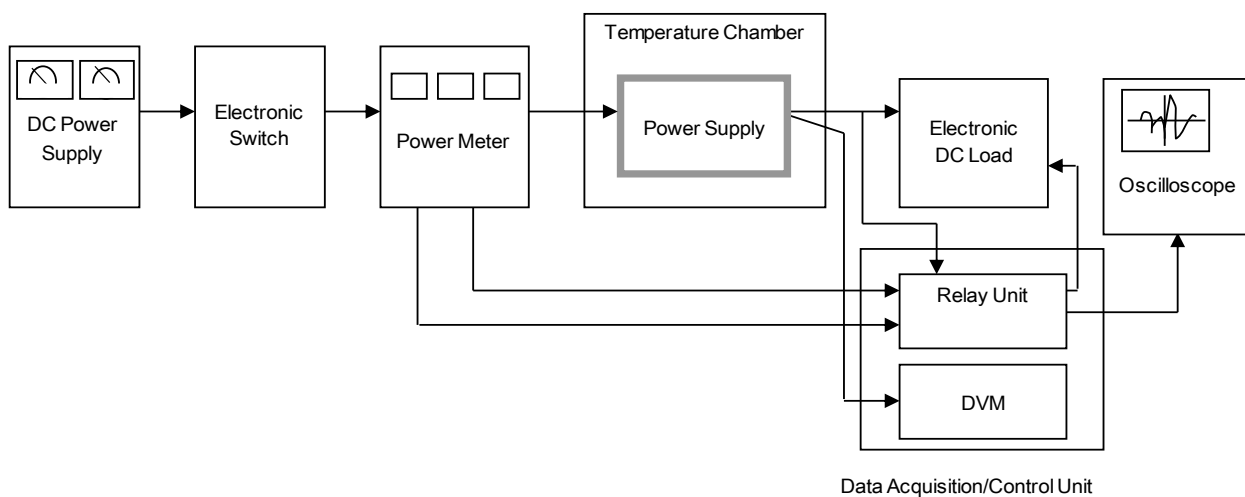 Temperature Chamber
DC Power
Supply
Electronic
Switch
Power Meter
Power Supply
Electronic
DC Load
Oscilloscope
Relay Unit
DVM
Data Acquisition/Control Unit